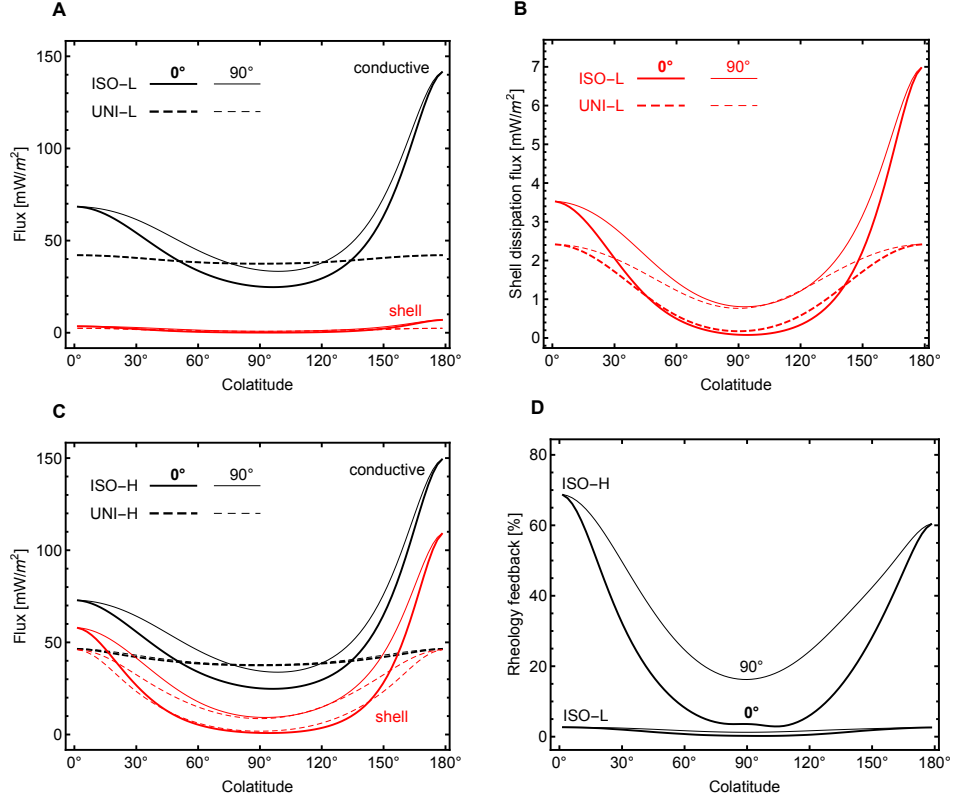 A
Flux [mW/m²]
150
100
50
0
0° 90°
ISO-L
UNI-L
conductive
shell
0° 30° 60° 90° 120° 150° 180°
Colatitude
B
Shell dissipation flux [mW/m²]
7
6
5
4
3
2
1
0
0° 90°
ISO-L
UNI-L
0° 30° 60° 90° 120° 150° 180°
Colatitude
C
Flux [mW/m²]
150
100
50
0
0° 90°
ISO-H
UNI-H
conductive
shell
0° 30° 60° 90° 120° 150° 180°
Colatitude
D
Rheology feedback [%]
80
60
40
20
0
ISO-H
90°
0°
ISO-L
0° 30° 60° 90° 120° 150° 180°
Colatitude